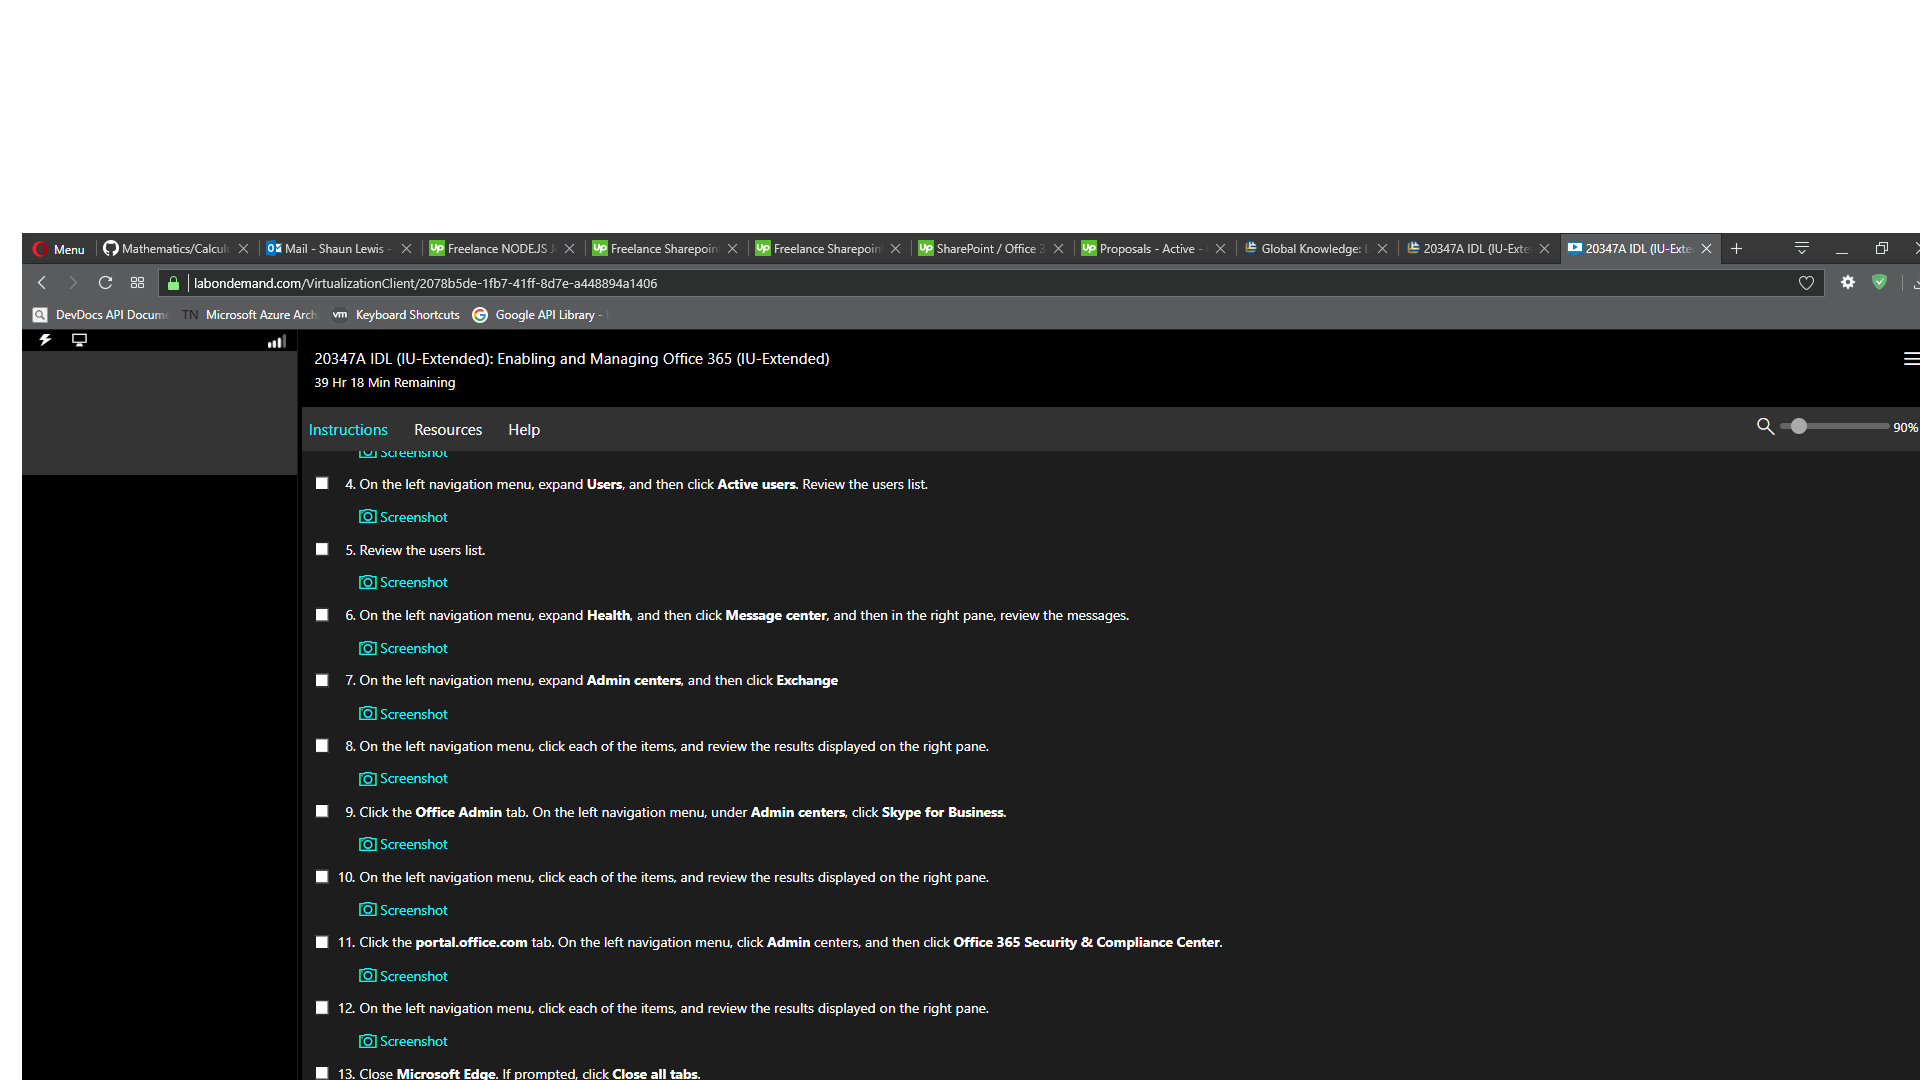 Menu
Mathematics/Calculu
Mail - Shaun Lewis -
Freelance NODEJS J
Freelance Sharepoin
Freelance Sharepoint
SharePoint / Office 3
Proposals - Active -
Global Knowledge: L
20347A IDL (IU-Exte
20347A IDL (IU-Exte
labondemand.com/VirtualizationClient/2078b5de-1fb7-41ff-8d7e-a448894a1406
DevDocs API Docume
TN Microsoft Azure Arch
vm Keyboard Shortcuts
Google API Library -
20347A IDL (IU-Extended): Enabling and Managing Office 365 (IU-Extended)
39 Hr 18 Min Remaining
Instructions Resources Help
90%
Screenshot
4. On the left navigation menu, expand Users, and then click Active users. Review the users list.
Screenshot
5. Review the users list.
Screenshot
6. On the left navigation menu, expand Health, and then click Message center, and then in the right pane, review the messages.
Screenshot
7. On the left navigation menu, expand Admin centers, and then click Exchange
Screenshot
8. On the left navigation menu, click each of the items, and review the results displayed on the right pane.
Screenshot
9. Click the Office Admin tab. On the left navigation menu, under Admin centers, click Skype for Business.
Screenshot
10. On the left navigation menu, click each of the items, and review the results displayed on the right pane.
Screenshot
11. Click the portal.office.com tab. On the left navigation menu, click Admin centers, and then click Office 365 Security & Compliance Center.
Screenshot
12. On the left navigation menu, click each of the items, and review the results displayed on the right pane.
Screenshot
13. Close Microsoft Edge. If prompted, click Close all tabs.